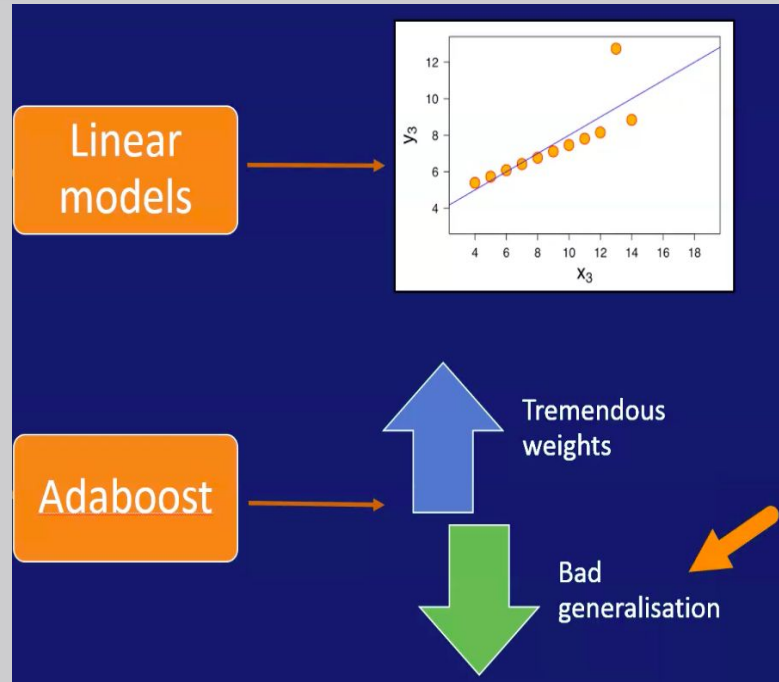 Linear
models
12
10
8
6
4
y₃
4 6 8 10 12 14 16 18
x₃
Adaboost
Tremendous
weights
Bad
generalisation